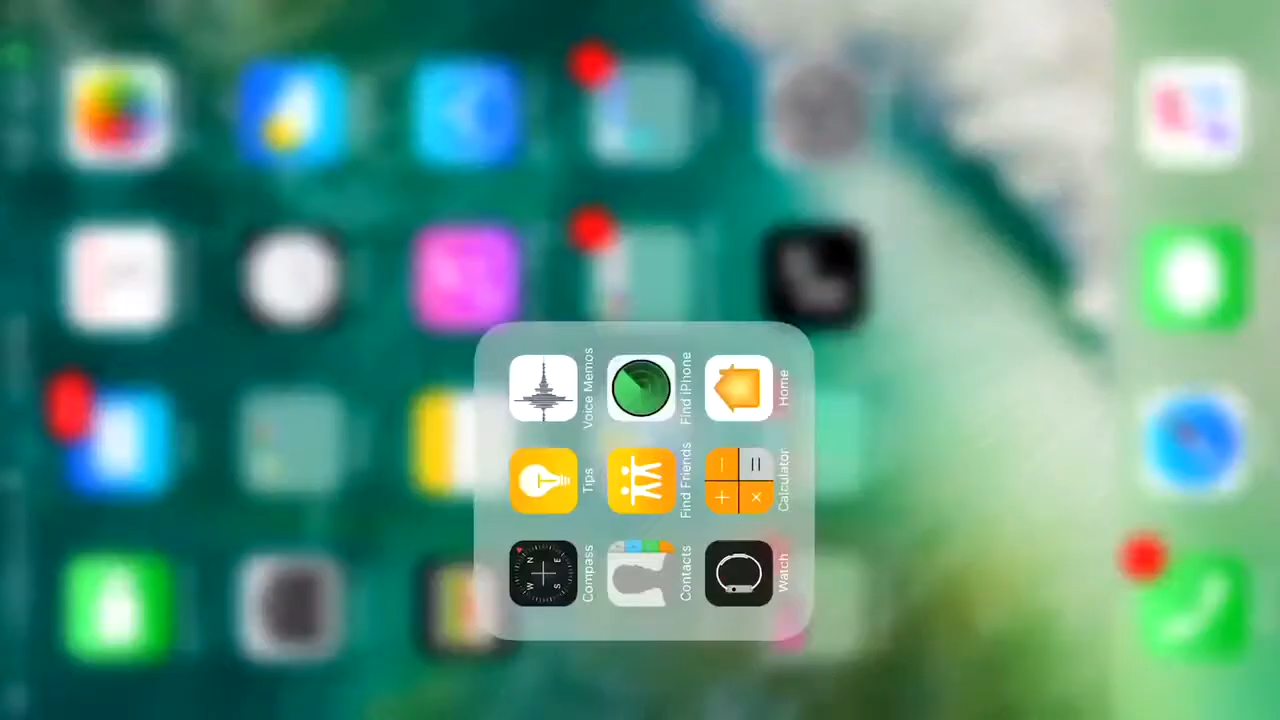 W N
S E
Compass Tips Voice Memos
Contacts Find Friends Find iPhone
+ −
× =
Watch Calculator Home